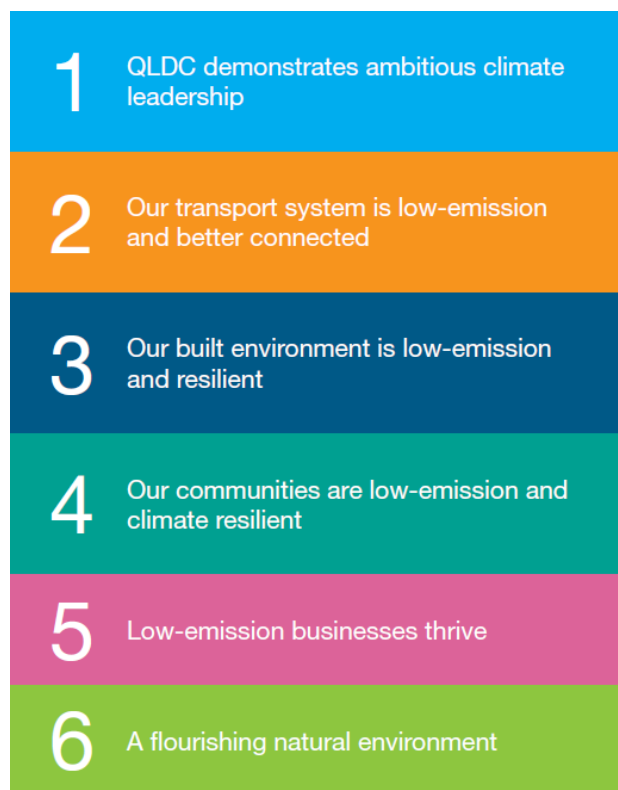 1
QLDC demonstrates ambitious climate
leadership
2
Our transport system is low-emission
and better connected
3
Our built environment is low-emission
and resilient
4
Our communities are low-emission and
climate resilient
5
Low-emission businesses thrive
6
A flourishing natural environment